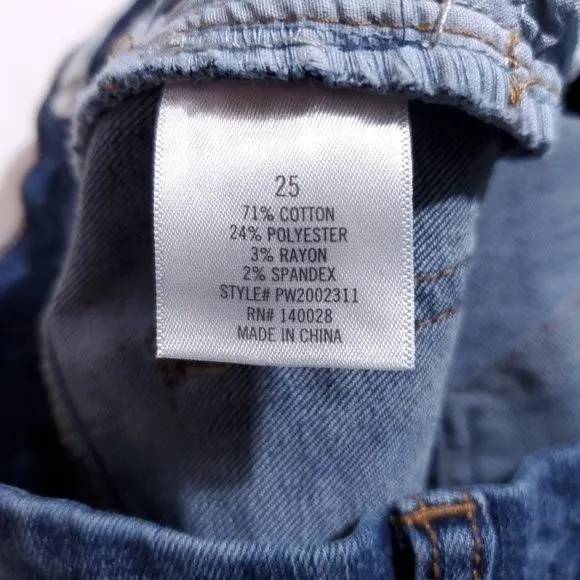 25
71% COTTON
24% POLYESTER
3% RAYON
2% SPANDEX
STYLE# PW2002311
RN# 140028
MADE IN CHINA